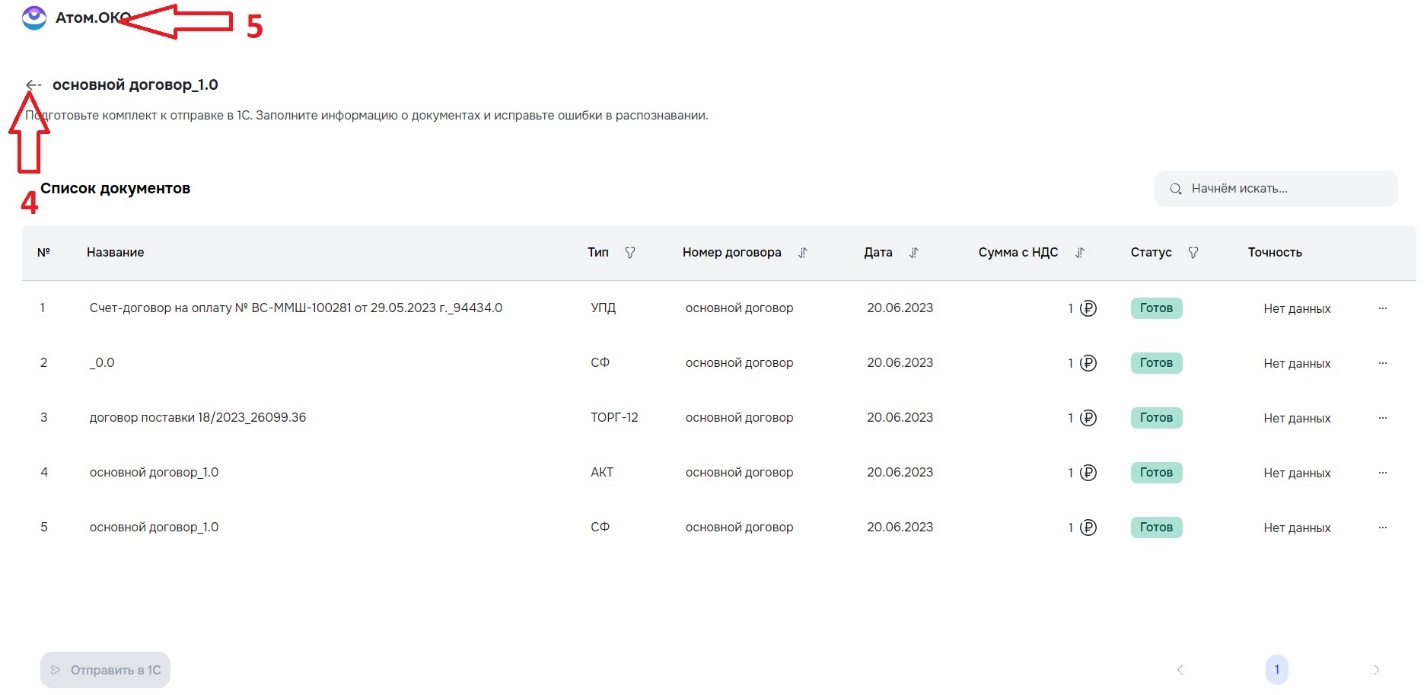 Атом.ОКО
5
основной договор_1.0
Подготовьте комплект к отправке в 1С. Заполните информацию о документах и исправьте ошибки в распознавании.
4
Список документов
Начнём искать...
№ Название Тип Номер договора Дата Сумма с НДС Статус Точность
1 Счет-договор на оплату № ВС-ММШ-100281 от 29.05.2023 г._94434.0 УПД основной договор 20.06.2023 1 ₽ Готов Нет данных ...
2 _0.0 СФ основной договор 20.06.2023 1 ₽ Готов Нет данных ...
3 договор поставки 18/2023_26099.36 ТОРГ-12 основной договор 20.06.2023 1 ₽ Готов Нет данных ...
4 основной договор_1.0 АКТ основной договор 20.06.2023 1 ₽ Готов Нет данных ...
5 основной договор_1.0 СФ основной договор 20.06.2023 1 ₽ Готов Нет данных ...
Отправить в 1С
1